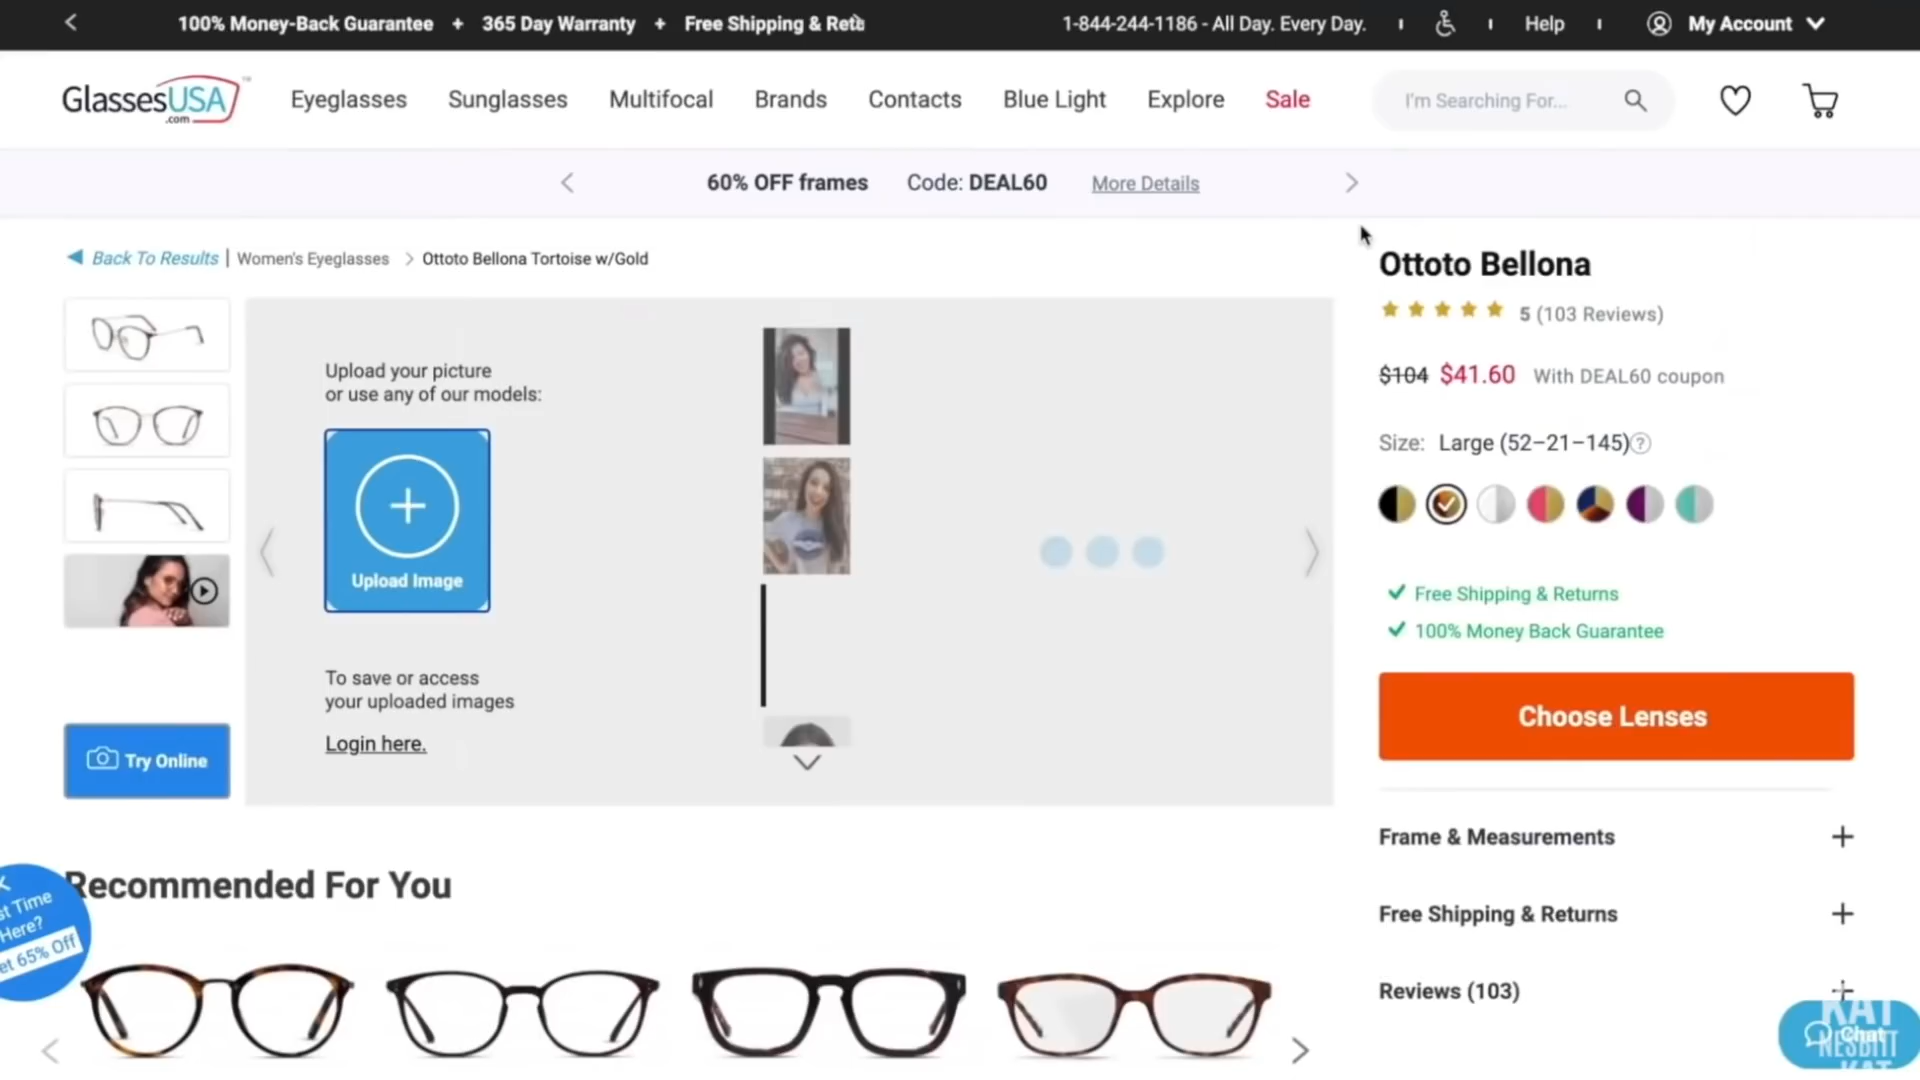 100% Money-Back Guarantee + 365 Day Warranty + Free Shipping &
1-844-244-1186 - All Day. Every Day. Help My Account
GlassesUSA .com
Eyeglasses Sunglasses Multifocal Brands Contacts Blue Light Explore Sale I'm Searching For...
60% OFF frames Code: DEAL60 More Details
Back To Results | Women's Eyeglasses > Ottoto Bellona Tortoise w/Gold
Upload your picture
or use any of our models:
Upload Image
To save or access
your uploaded images
Login here.
Try Online
Ottoto Bellona
5 (103 Reviews)
$104 $41.60 With DEAL60 coupon
Size: Large (52–21–145) ?
Free Shipping & Returns
100% Money Back Guarantee
Choose Lenses
Frame & Measurements +
Free Shipping & Returns +
Reviews (103) +
Recommended For You
Time
Here?
65% Off
KAT
NESBITT
KAT